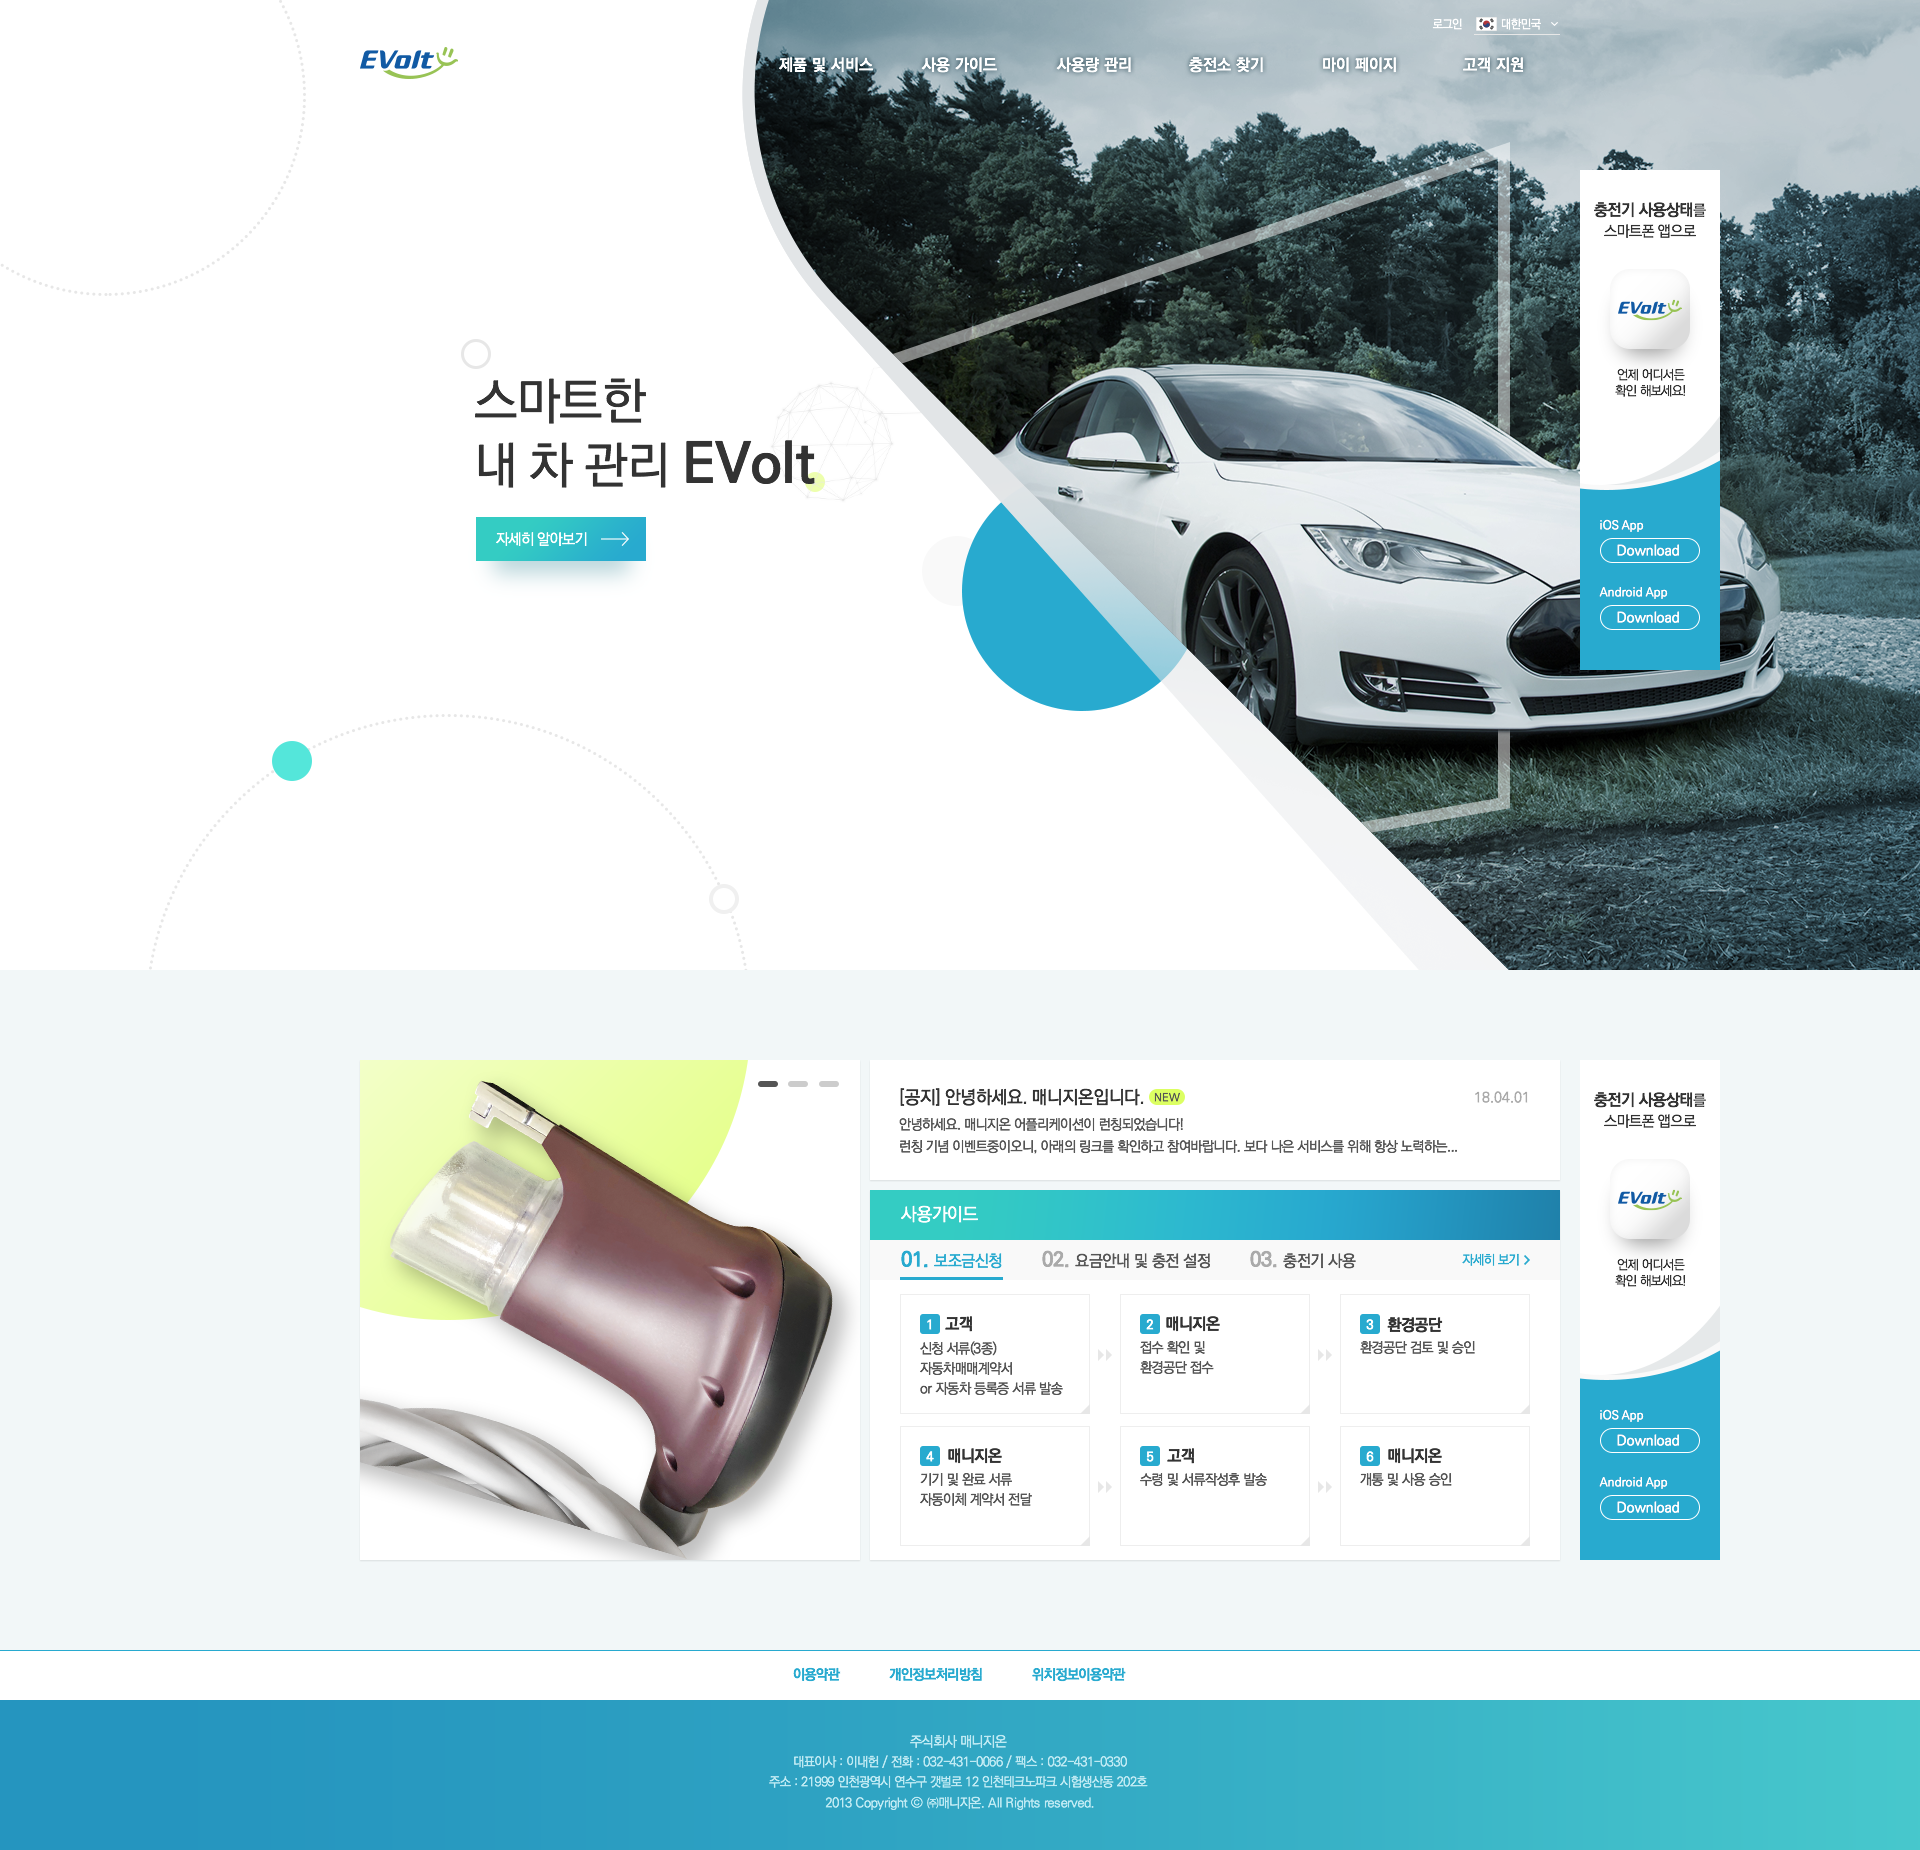 로그인
대한민국
EVolt
제품 및 서비스
사용 가이드
사용량 관리
충전소 찾기
마이 페이지
고객 지원
스마트한
내 차 관리 EVolt
자세히 알아보기
충전기 사용상태를
스마트폰 앱으로
EVolt
언제 어디서든
확인 해보세요!
iOS App
Download
Android App
Download
[공지] 안녕하세요. 매니지온입니다. NEW
18.04.01
안녕하세요. 매니지온 어플리케이션이 런칭되었습니다!
런칭 기념 이벤트중이오니, 아래의 링크를 확인하고 참여바랍니다. 보다 나은 서비스를 위해 항상 노력하는...
사용가이드
01. 보조금신청
02. 요금안내 및 충전 설정
03. 충전기 사용
자세히 보기
1 고객
신청 서류(3종)
자동차매매계약서
or 자동차 등록증 서류 발송
2 매니지온
접수 확인 및
환경공단 접수
3 환경공단
환경공단 검토 및 승인
4 매니지온
기기 및 완료 서류
자동이체 계약서 전달
5 고객
수령 및 서류작성후 발송
6 매니지온
개통 및 사용 승인
충전기 사용상태를
스마트폰 앱으로
EVolt
언제 어디서든
확인 해보세요!
iOS App
Download
Android App
Download
이용약관
개인정보처리방침
위치정보이용약관
주식회사 매니지온
대표이사 : 이내헌 / 전화 : 032-431-0066 / 팩스 : 032-431-0330
주소 : 21999 인천광역시 연수구 갯벌로 12 인천테크노파크 시험생산동 202호
2013 Copyright © ㈜매니지온. All Rights reserved.